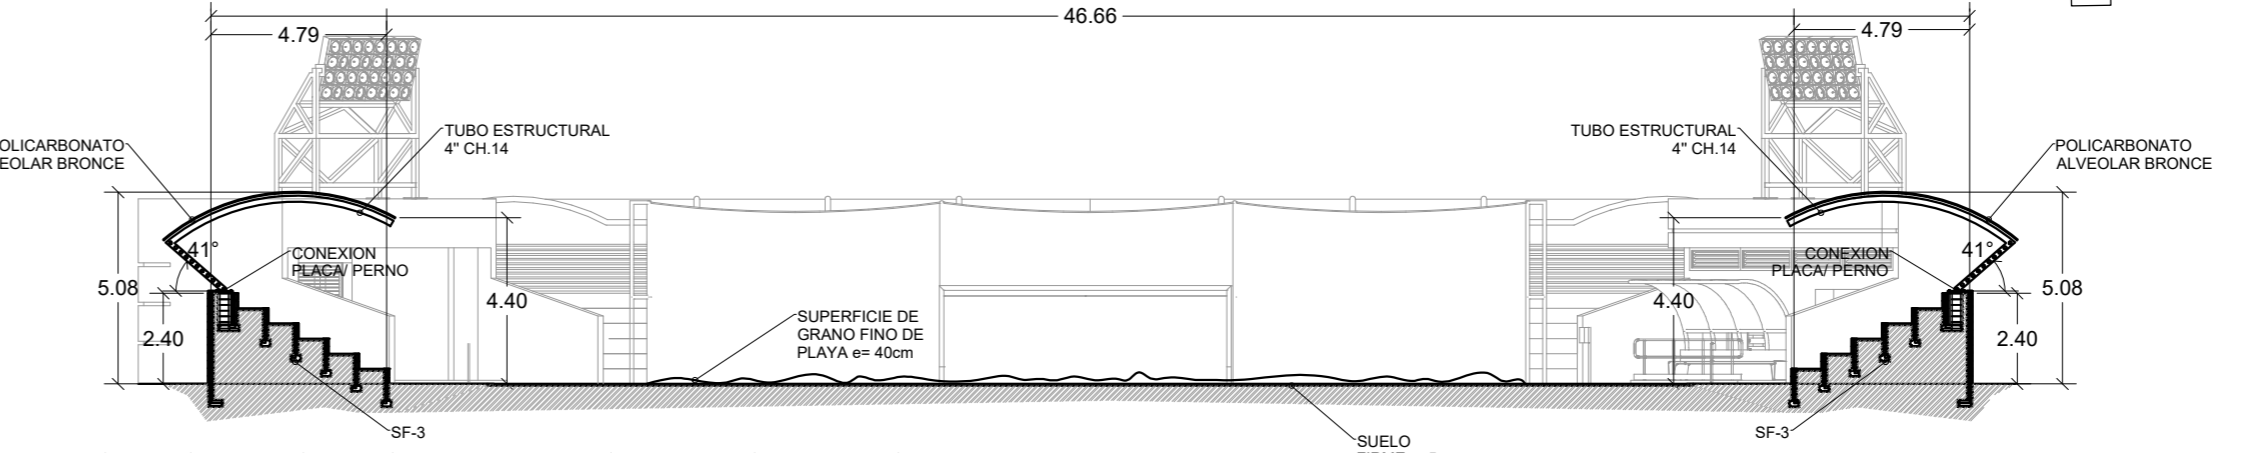 46.66
4.79
4.79
TUBO ESTRUCTURAL
4" CH.14
TUBO ESTRUCTURAL
4" CH.14
OLICARBONATO
EOLAR BRONCE
POLICARBONATO
ALVEOLAR BRONCE
41°
CONEXION
PLACA/ PERNO
41°
CONEXION
PLACA/ PERNO
5.08
4.40
4.40
5.08
2.40
SUPERFICIE DE
GRANO FINO DE
PLAYA e= 40cm
2.40
SF-3
SUELO
SF-3